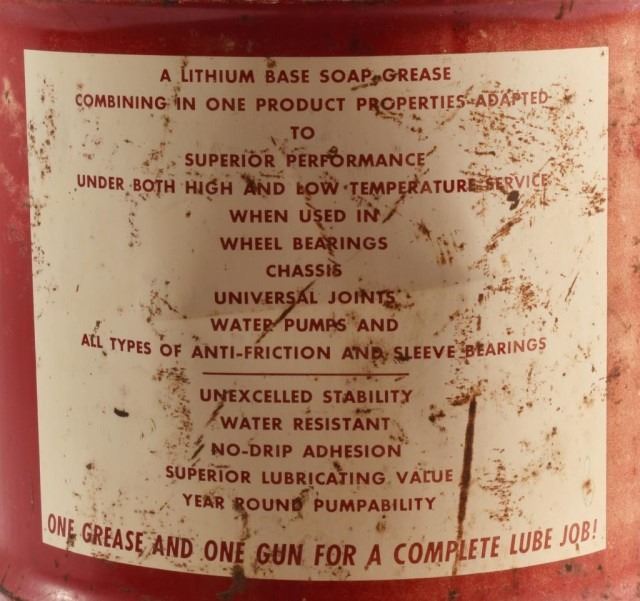 A LITHIUM BASE SOAP GREASE
COMBINING IN ONE PRODUCT PROPERTIES ADAPTED
TO
SUPERIOR PERFORMANCE
UNDER BOTH HIGH AND LOW TEMPERATURE SERVICE
WHEN USED IN
WHEEL BEARINGS
CHASSIS
UNIVERSAL JOINTS
WATER PUMPS AND
ALL TYPES OF ANTI-FRICTION AND SLEEVE BEARINGS
UNEXCELLED STABILITY
WATER RESISTANT
NO-DRIP ADHESION
SUPERIOR LUBRICATING VALUE
YEAR ROUND PUMPABILITY
ONE GREASE AND ONE GUN FOR A COMPLETE LUBE JOB!